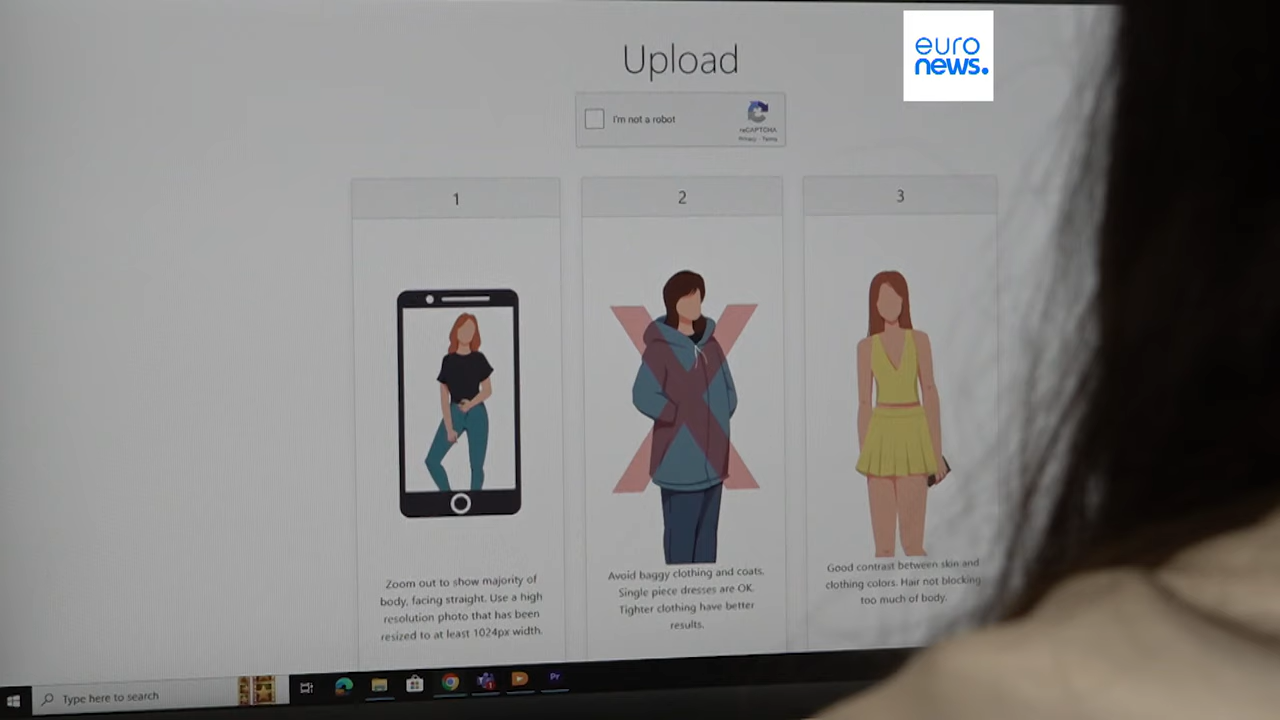 euro
news.
Upload
I'm not a robot
reCAPTCHA
Privacy - Terms
1
2
3
Zoom out to show majority of
body, facing straight. Use a high
resolution photo that has been
resized to at least 1024px width.
Avoid baggy clothing and coats.
Single piece dresses are OK.
Tighter clothing have better
results.
Good contrast between skin and
clothing colors. Hair not blocking
too much of body.
Type here to search
Pr